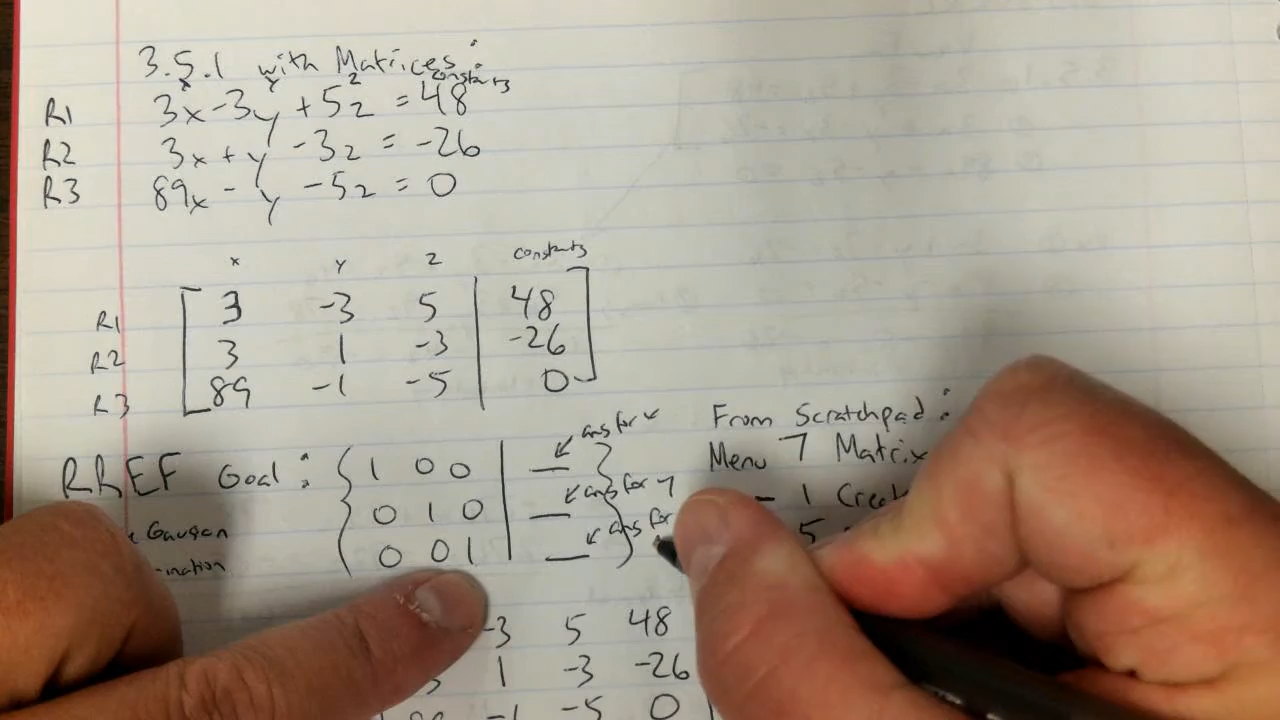 3.5.1 with Matrices:
x y z constants
R1 3x - 3y + 5z = 48
R2 3x + y - 3z = -26
R3 89x - y - 5z = 0
x y z constants
R1 3 -3 5 48
R2 3 1 -3 -26
R3 89 -1 -5 0
RREF Goal: 1 0 0 ans for x
0 1 0 ans for y
0 0 1 ans for
Gaussen
From Scratchpad:
Menu 7 Matrix
1
5
-3 5 48
1 -3 -26
-1 -5 0